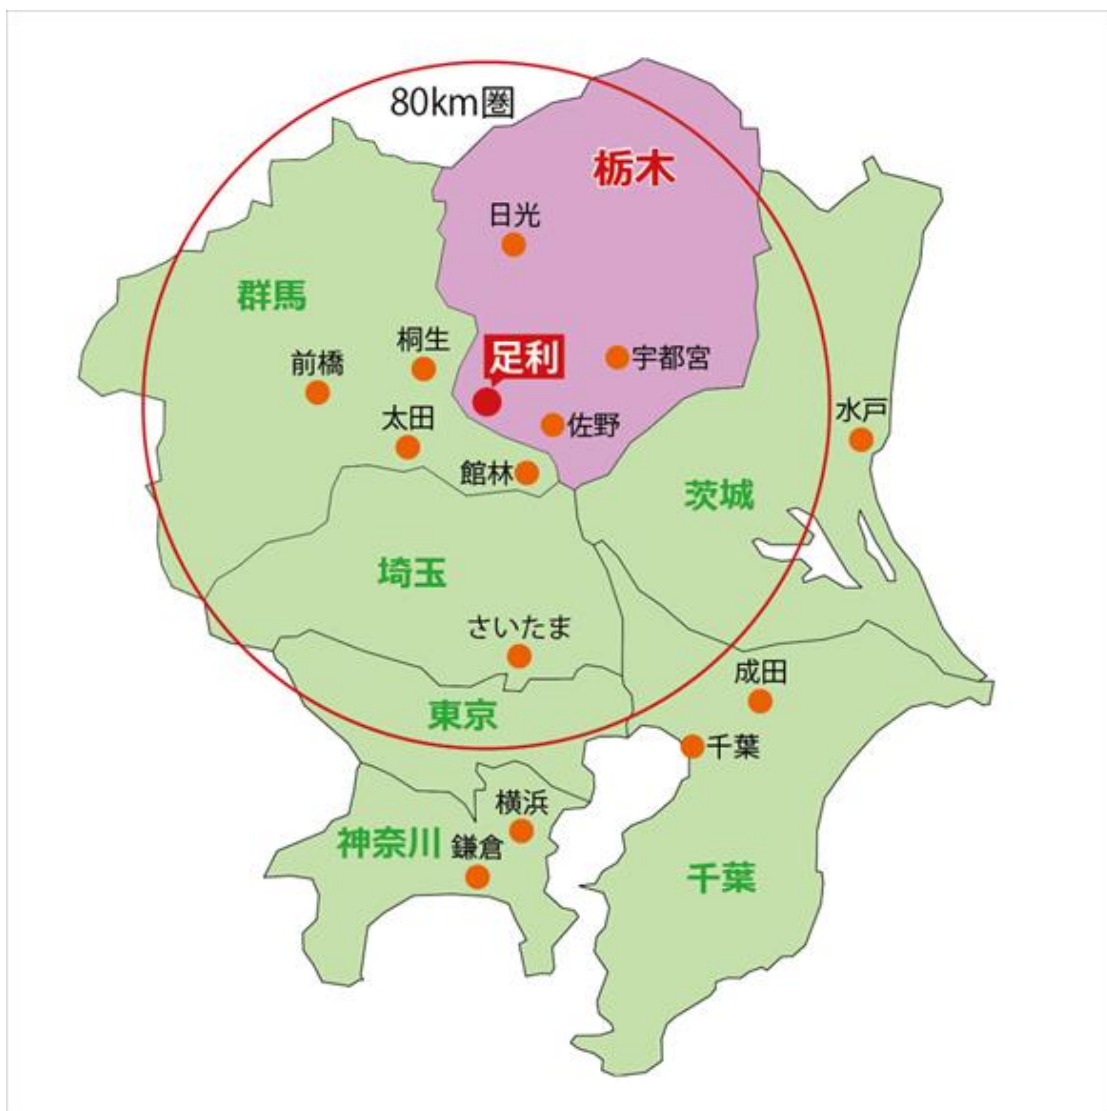 80km圏
栃木
日光
群馬
桐生
足利
前橋
宇都宮
太田
佐野
水戸
館林
茨城
埼玉
さいたま
成田
東京
千葉
横浜
神奈川
鎌倉
千葉